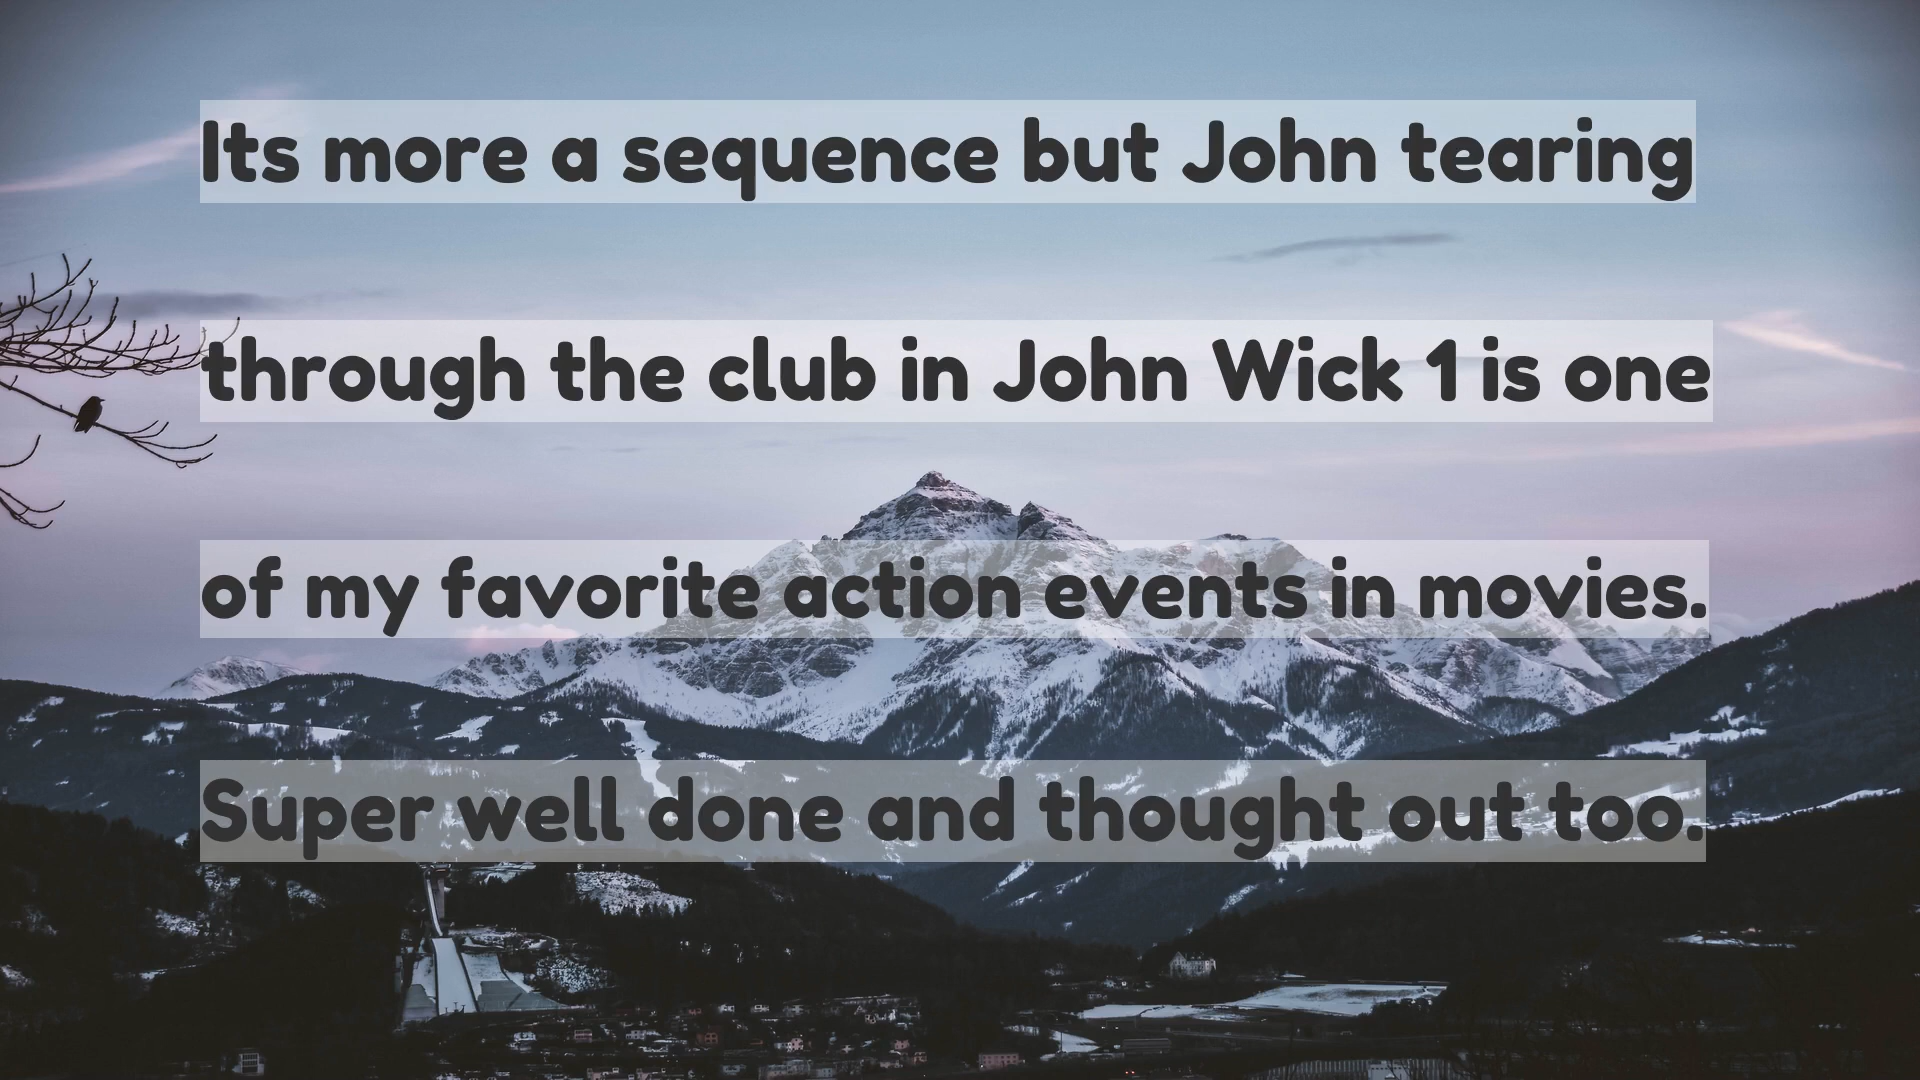 Its more a sequence but John tearing
through the club in John Wick 1 is one
of my favorite action events in movies.
Super well done and thought out too.